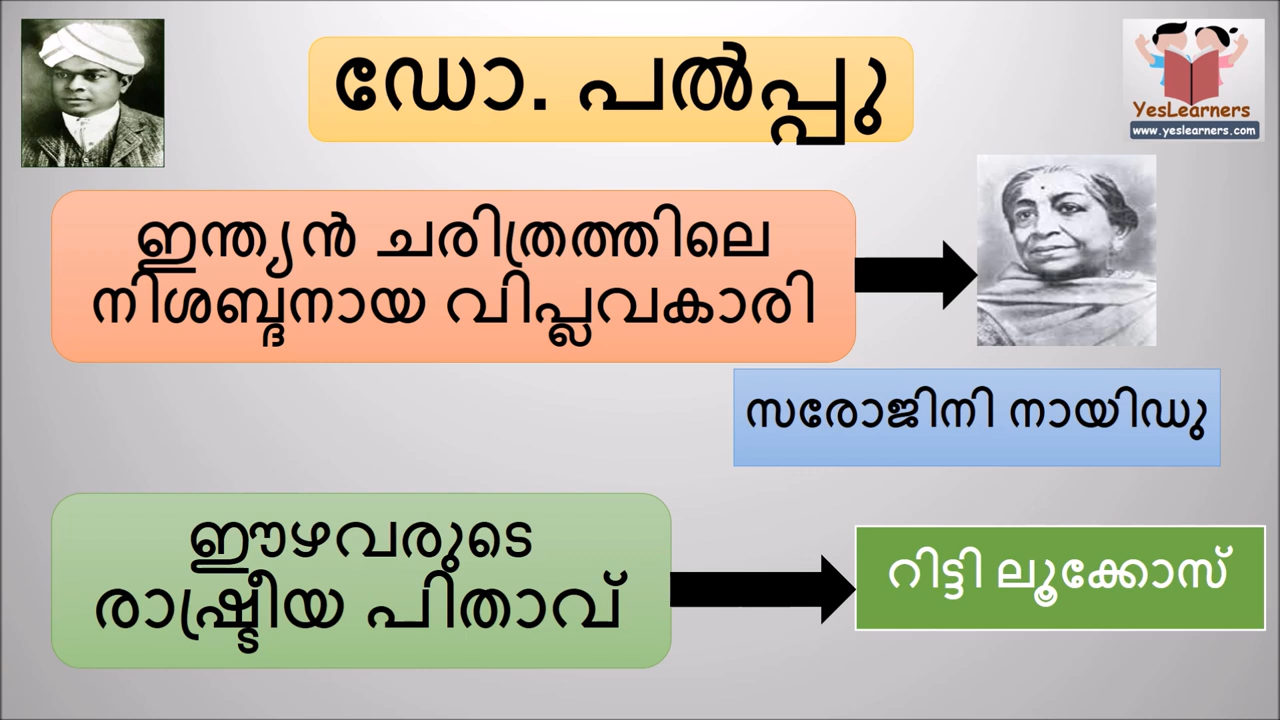 ഡോ. പൽപ്പു
YesLearners
www.yeslearners.com
ഇന്ത്യൻ ചരിത്രത്തിലെ
നിശബ്ദനായ വിപ്ലവകാരി
സരോജിനി നായിഡു
ഈഴവരുടെ
രാഷ്ട്രീയ പിതാവ്
റിട്ടി ലൂക്കോസ്